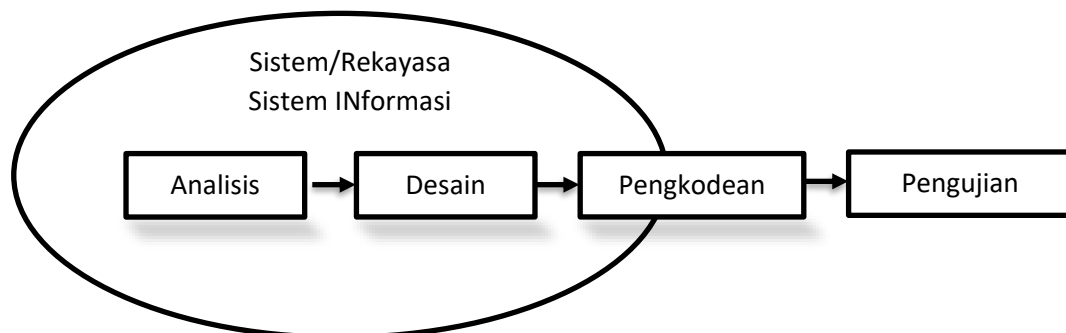 Sistem/Rekayasa
Sistem INformasi
Analisis
Desain
Pengkodean
Pengujian